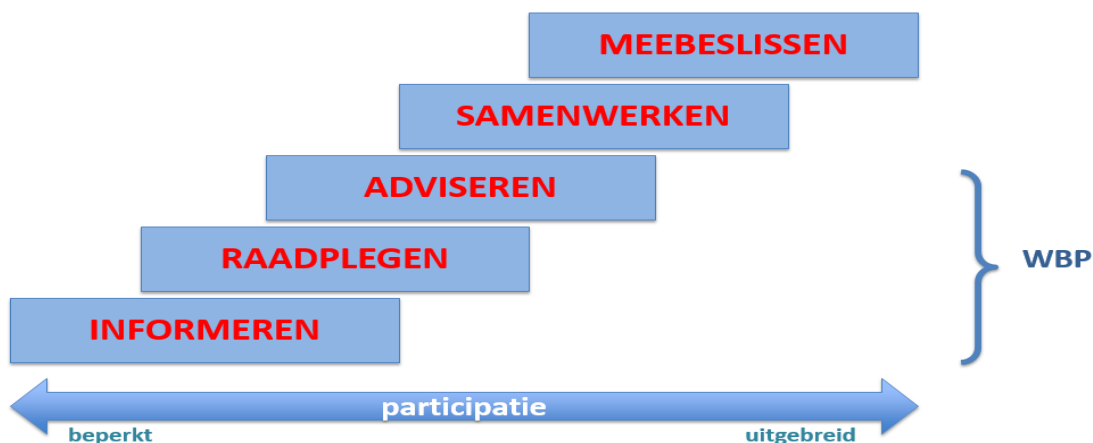 MEEBESLISSEN
SAMENWERKEN
ADVISEREN
RAADPLEGEN
INFORMEREN
WBP
participatie
beperkt
uitgebreid